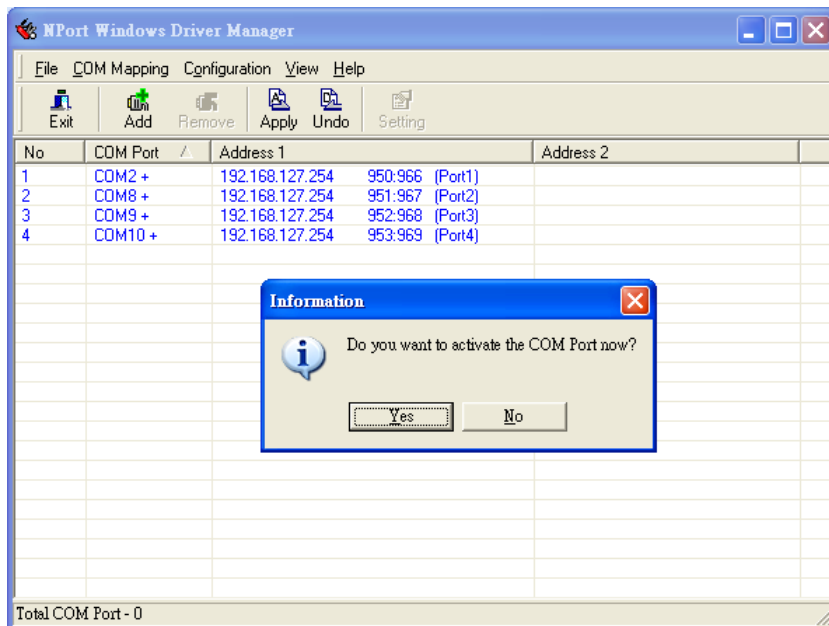 NPort Windows Driver Manager
File COM Mapping Configuration View Help
Exit Add Remove Apply Undo Setting
No COM Port Address 1 Address 2
1 COM2 + 192.168.127.254 950:966 (Port1)
2 COM8 + 192.168.127.254 951:967 (Port2)
3 COM9 + 192.168.127.254 952:968 (Port3)
4 COM10 + 192.168.127.254 953:969 (Port4)
Information
Do you want to activate the COM Port now?
Yes No
Total COM Port - 0